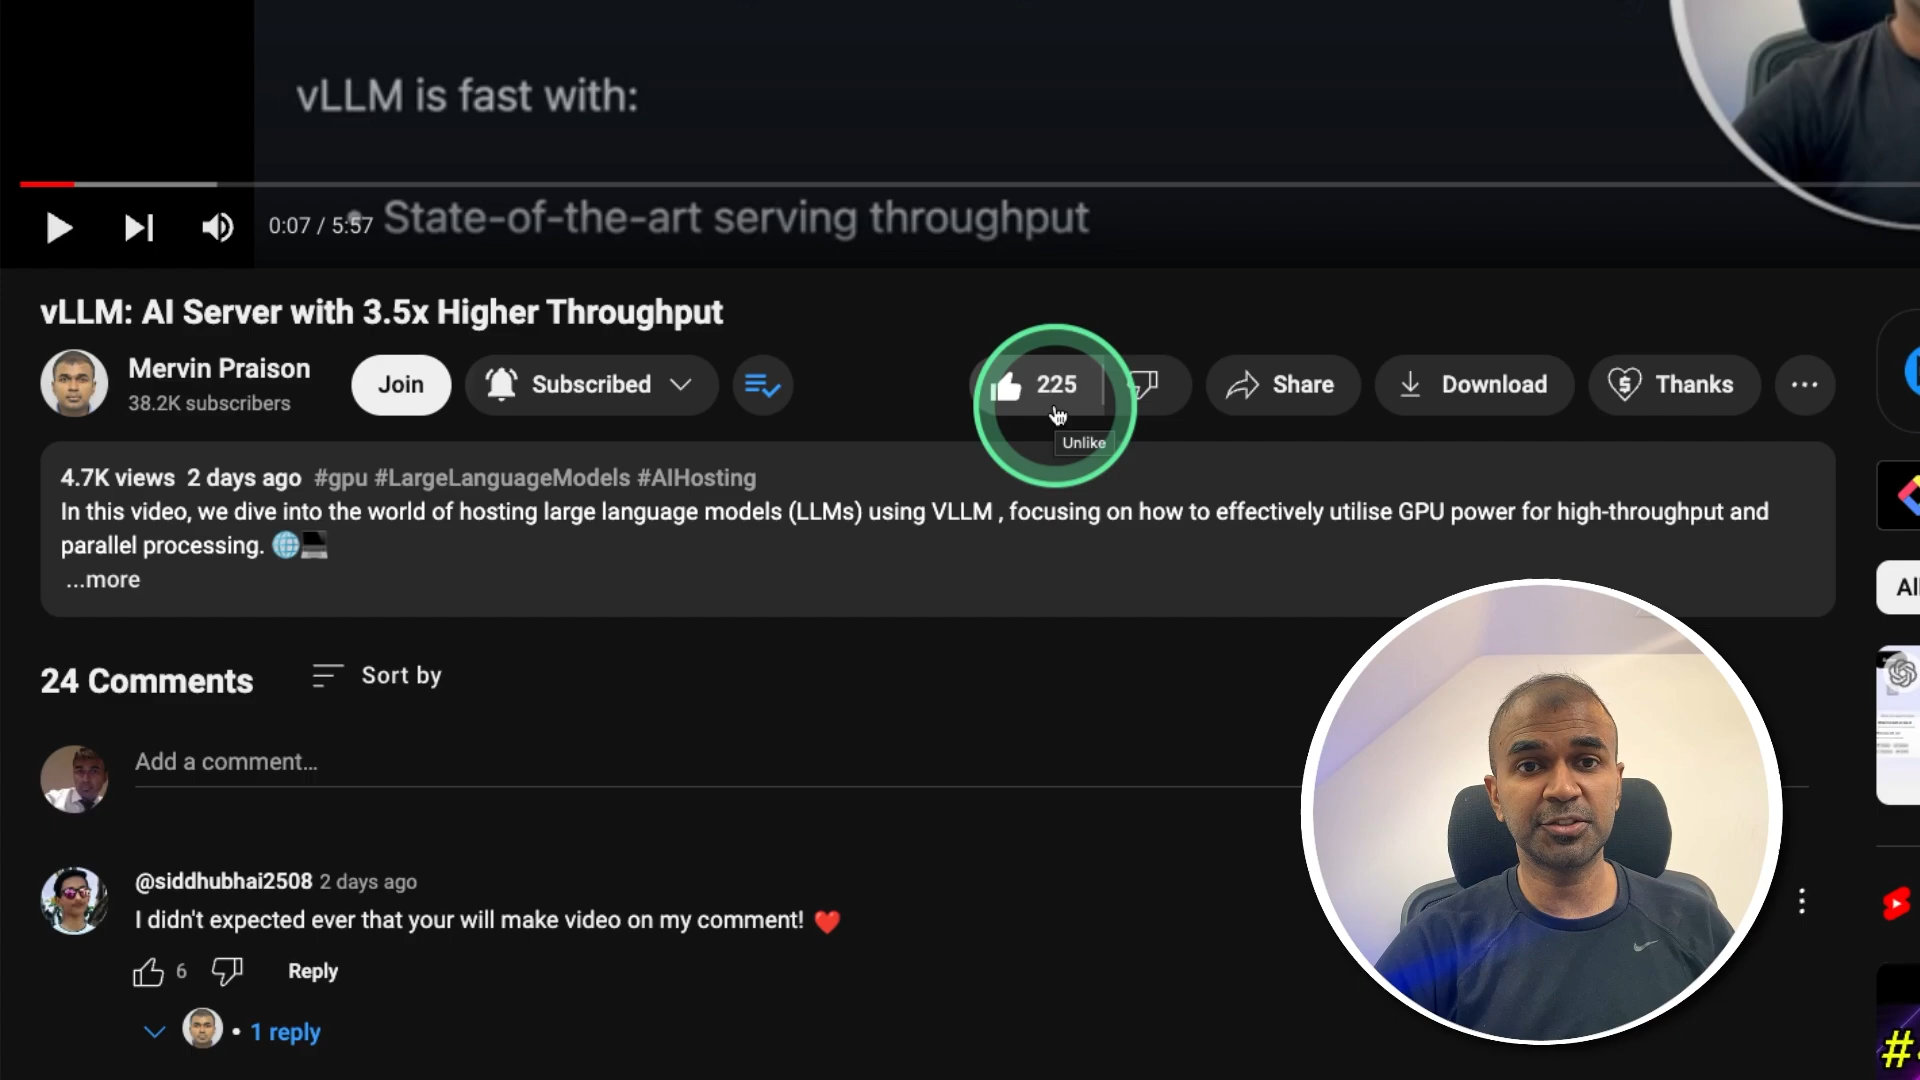 vLLM is fast with:
0:07 / 5:57
• State-of-the-art serving throughput
vLLM: AI Server with 3.5x Higher Throughput
Mervin Praison
38.2K subscribers
Join
Subscribed
225
Share
Download
Thanks
Unlike
4.7K views 2 days ago #gpu #LargeLanguageModels #AIHosting
In this video, we dive into the world of hosting large language models (LLMs) using VLLM , focusing on how to effectively utilise GPU power for high-throughput and
parallel processing. 🌐💻
...more
All
24 Comments
Sort by
Add a comment...
@siddhubhai2508 2 days ago
I didn't expected ever that your will make video on my comment! ❤️
6
Reply
• 1 reply
#